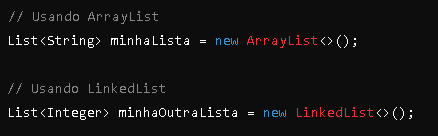 // Usando ArrayList
List<String> minhaLista = new ArrayList<>();
// Usando LinkedList
List<Integer> minhaOutraLista = new LinkedList<>();